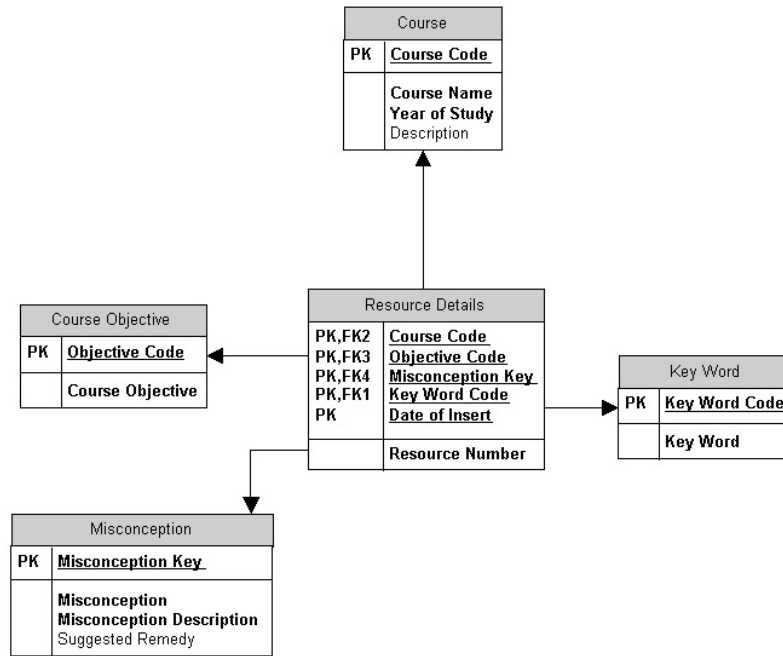 Course
PK Course Code
Course Name
Year of Study
Description
Course Objective
PK Objective Code
Course Objective
Resource Details
PK,FK2 Course Code
PK,FK3 Objective Code
PK,FK4 Misconception Key
PK,FK1 Key Word Code
PK Date of Insert
Resource Number
Key Word
PK Key Word Code
Key Word
Misconception
PK Misconception Key
Misconception
Misconception Description
Suggested Remedy